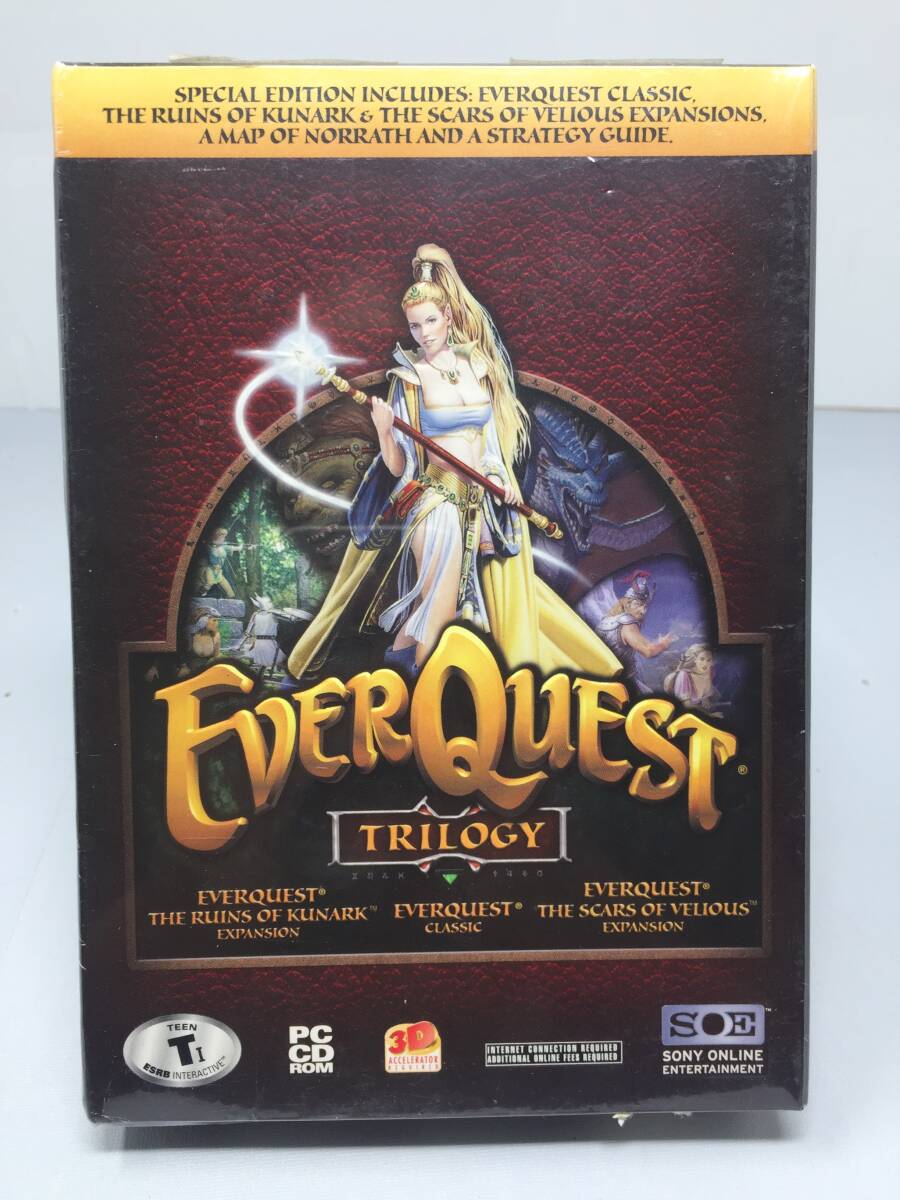 SPECIAL EDITION INCLUDES: EVERQUEST CLASSIC,
THE RUINS OF KUNARK & THE SCARS OF VELIOUS EXPANSIONS,
A MAP OF NORRATH AND A STRATEGY GUIDE.
EVERQUEST®
TRILOGY
EVERQUEST®
THE RUINS OF KUNARK™
EXPANSION
EVERQUEST®
CLASSIC
EVERQUEST®
THE SCARS OF VELIOUS™
EXPANSION
TEEN
T I
ESRB INTERACTIVE™
PC
CD
ROM
3D
ACCELERATOR
REQUIRED
INTERNET CONNECTION REQUIRED
ADDITIONAL ONLINE FEES REQUIRED
SOE™
SONY ONLINE
ENTERTAINMENT